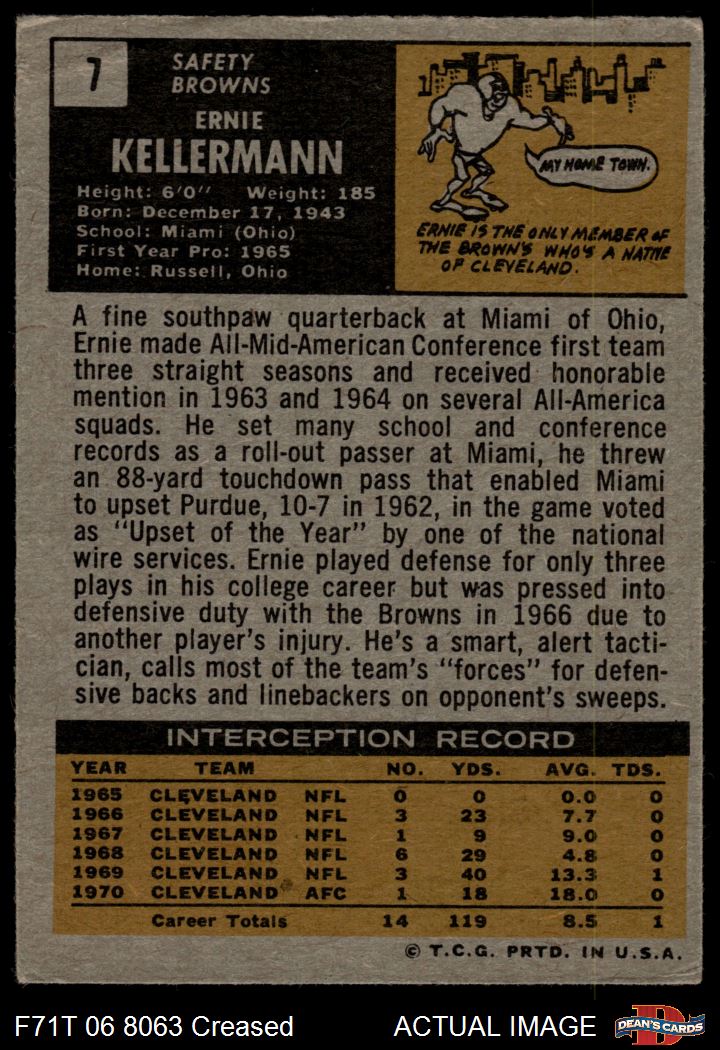 7
SAFETY
BROWNS
ERNIE
KELLERMANN
Height: 6'0" Weight: 185
Born: December 17, 1943
School: Miami (Ohio)
First Year Pro: 1965
Home: Russell, Ohio
MY HOME TOWN.
ERNIE IS THE ONLY MEMBER OF
THE BROWN'S WHO'S A NATIVE
OF CLEVELAND.
A fine southpaw quarterback at Miami of Ohio,
Ernie made All-Mid-American Conference first team
three straight seasons and received honorable
mention in 1963 and 1964 on several All-America
squads. He set many school and conference
records as a roll-out passer at Miami, he threw
an 88-yard touchdown pass that enabled Miami
to upset Purdue, 10-7 in 1962, in the game voted
as "Upset of the Year" by one of the national
wire services. Ernie played defense for only three
plays in his college career but was pressed into
defensive duty with the Browns in 1966 due to
another player's injury. He's a smart, alert tacti-
cian, calls most of the team's "forces" for defen-
sive backs and linebackers on opponent's sweeps.
INTERCEPTION RECORD
YEAR TEAM NO. YDS. AVG. TDS.
1965 CLEVELAND NFL 0 0 0.0 0
1966 CLEVELAND NFL 3 23 7.7 0
1967 CLEVELAND NFL 1 9 9.0 0
1968 CLEVELAND NFL 6 29 4.8 0
1969 CLEVELAND NFL 3 40 13.3 1
1970 CLEVELAND AFC 1 18 18.0 0
Career Totals 14 119 8.5 1
© T.C.G. PRTD. IN U.S.A.
F71T 06 8063 Creased ACTUAL IMAGE
D
DEAN'S CARDS